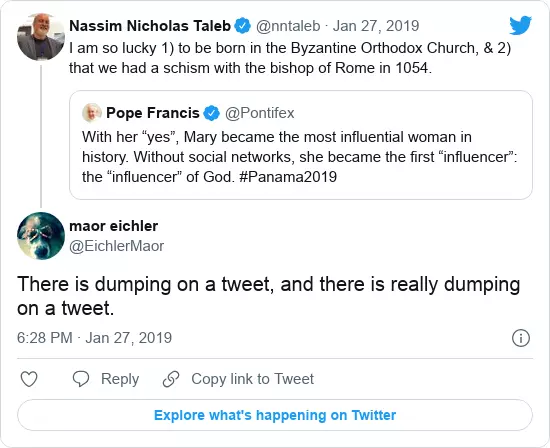 Nassim Nicholas Taleb @nntaleb · Jan 27, 2019
I am so lucky 1) to be born in the Byzantine Orthodox Church, & 2)
that we had a schism with the bishop of Rome in 1054.
Pope Francis @Pontifex
With her “yes”, Mary became the most influential woman in
history. Without social networks, she became the first “influencer”:
the “influencer” of God. #Panama2019
maor eichler
@EichlerMaor
There is dumping on a tweet, and there is really dumping
on a tweet.
6:28 PM · Jan 27, 2019
Reply Copy link to Tweet
Explore what's happening on Twitter